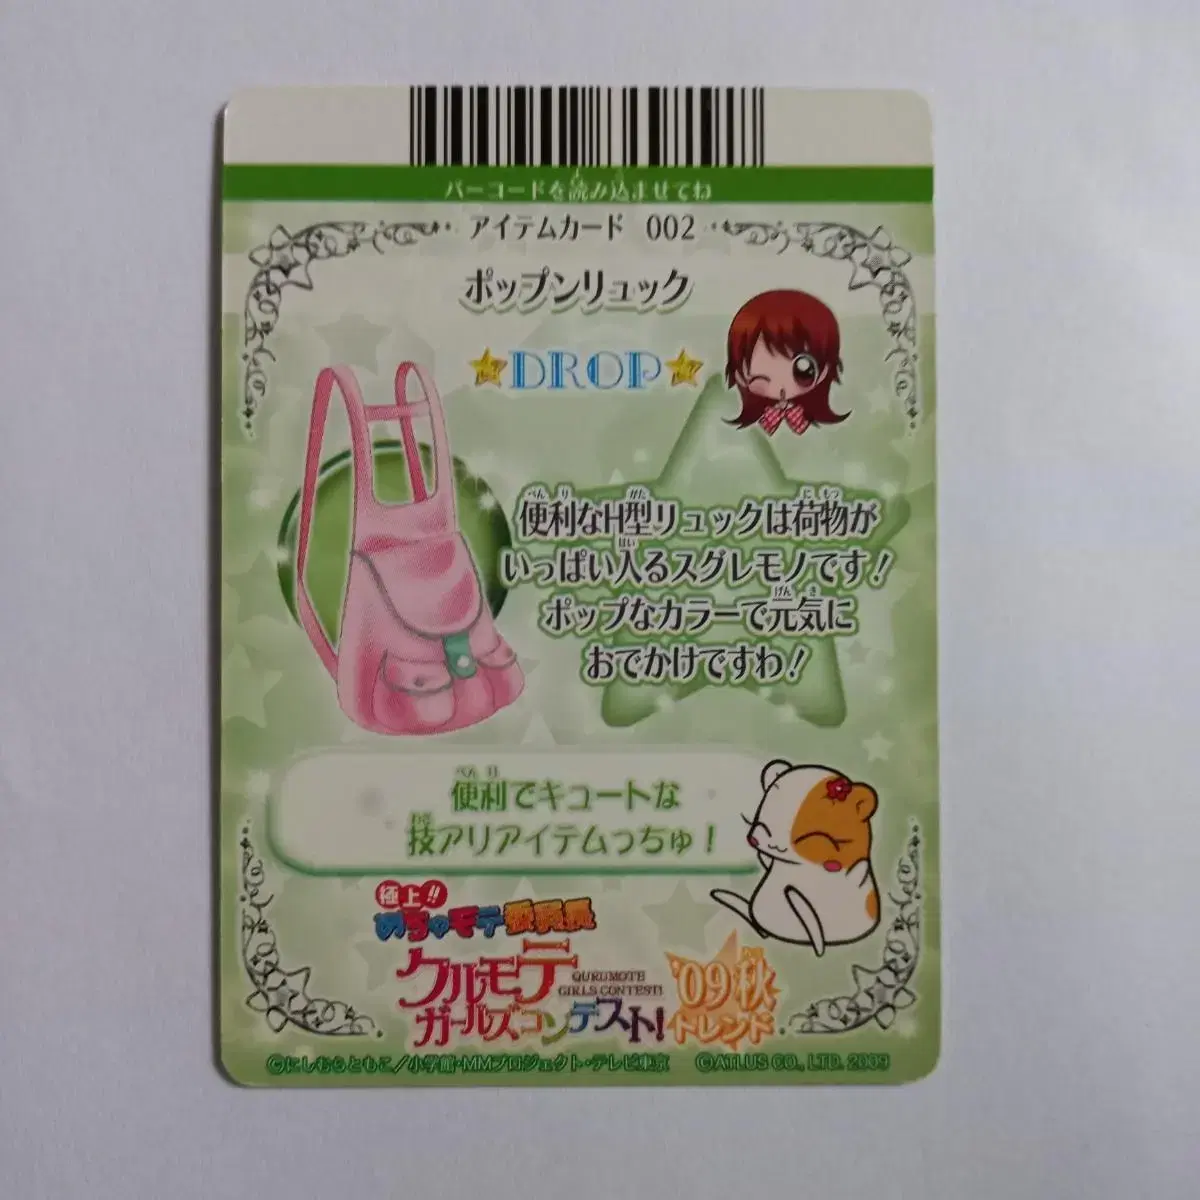 バーコードを読み込ませてね
アイテムカード 002
ポップンリュック
DROP
便利なH型リュックは荷物が
いっぱい入るスグレモノです!
ポップなカラーで元気に
おでかけですわ!
便利でキュートな
技アリアイテムっちゅ!
極上!!
めちゃモテ委員長
クルモテ
QURUMOTE
GIRLS CONTEST!
ガールズコンテスト!
'09秋
トレンド
©にしむらともこ/小学館・MMプロジェクト・テレビ東京 ©ATLUS CO., LTD. 2009